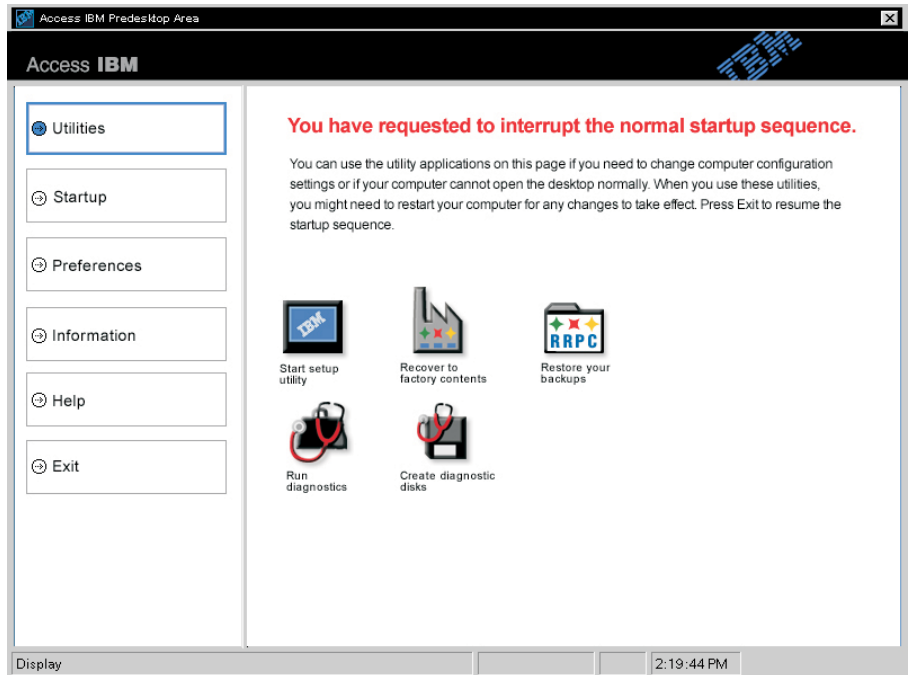 Access IBM Predesktop Area
Access IBM
IBM
Utilities
Startup
Preferences
Information
Help
Exit
You have requested to interrupt the normal startup sequence.
You can use the utility applications on this page if you need to change computer configuration
settings or if your computer cannot open the desktop normally. When you use these utilities,
you might need to restart your computer for any changes to take effect. Press Exit to resume the
startup sequence.
IBM
Start setup
utility
Recover to
factory contents
RRPC
Restore your
backups
Run
diagnostics
Create diagnostic
disks
Display
2:19:44 PM